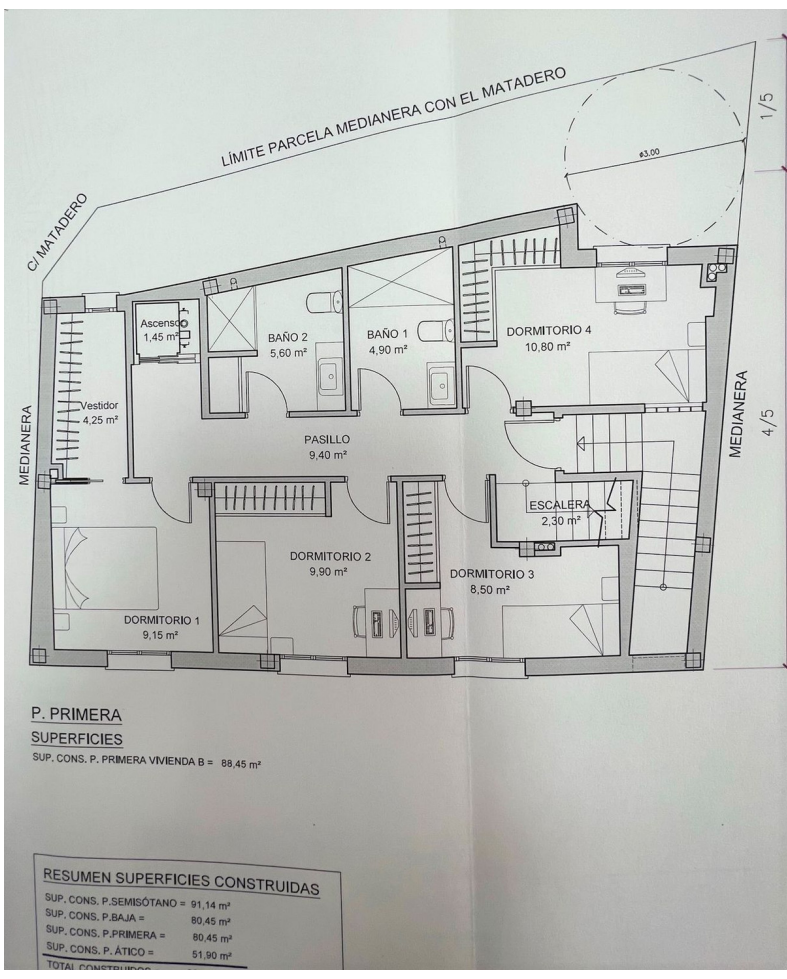 LÍMITE PARCELA MEDIANERA CON EL MATADERO
1/5
ø3.00
C/ MATADERO
Ascenso
1,45 m²
BAÑO 2
5,60 m²
BAÑO 1
4,90 m²
DORMITORIO 4
10,80 m²
Vestidor
4,25 m²
MEDIANERA
MEDIANERA
4/5
PASILLO
9,40 m²
ESCALERA
2,30 m²
DORMITORIO 2
9,90 m²
DORMITORIO 3
8,50 m²
DORMITORIO 1
9,15 m²
P. PRIMERA
SUPERFICIES
SUP. CONS. P. PRIMERA VIVIENDA B = 88,45 m²
RESUMEN SUPERFICIES CONSTRUIDAS
SUP. CONS. P.SEMISÓTANO = 91,14 m²
SUP. CONS. P.BAJA = 80,45 m²
SUP. CONS. P.PRIMERA = 80,45 m²
SUP. CONS. P. ÁTICO = 51,90 m²
TOTAL CONSTRUIDOS